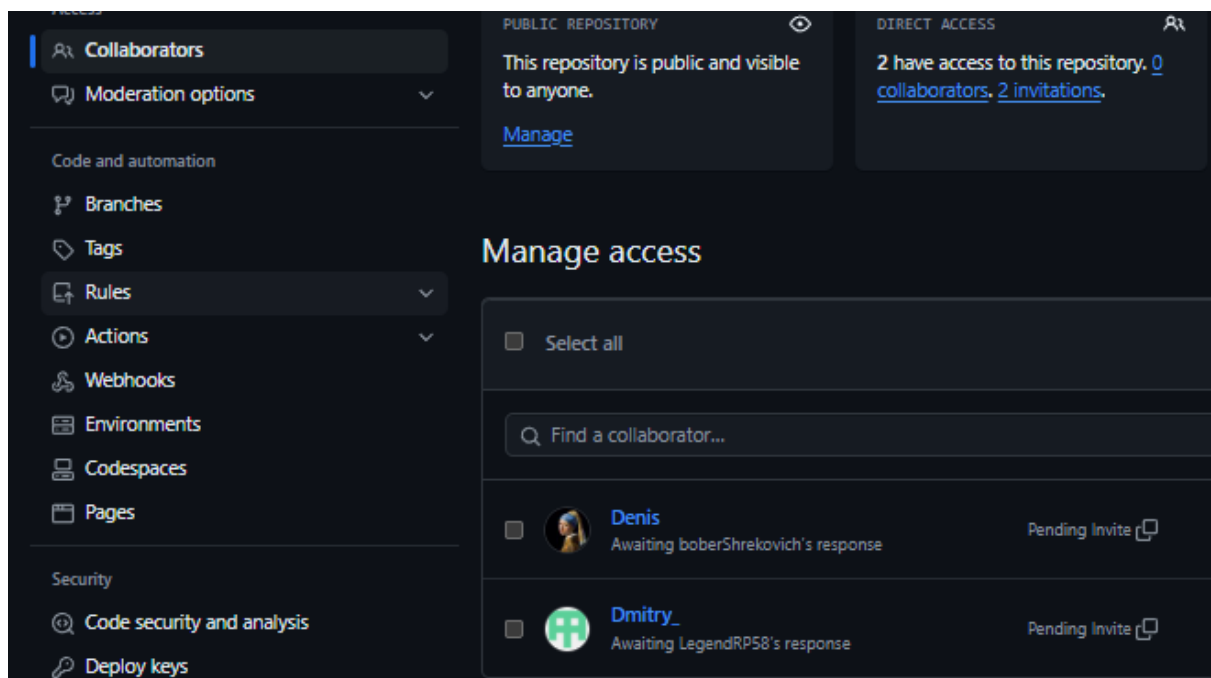 Access
Collaborators
Moderation options
Code and automation
Branches
Tags
Rules
Actions
Webhooks
Environments
Codespaces
Pages
Security
Code security and analysis
Deploy keys
PUBLIC REPOSITORY
This repository is public and visible
to anyone.
Manage
DIRECT ACCESS
2 have access to this repository. 0
collaborators. 2 invitations.
Manage access
Select all
Find a collaborator...
Denis
Awaiting boberShrekovich's response
Pending Invite
Dmitry_
Awaiting LegendRP58's response
Pending Invite